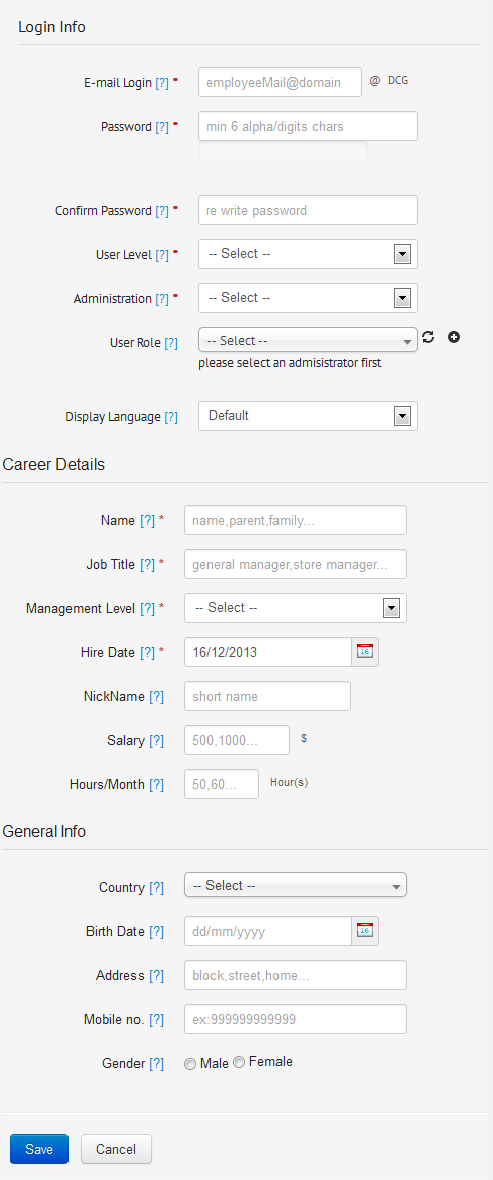 Login Info
E-mail Login [?] * employeeMail@domain @ DCG
Password [?] * min 6 alpha/digits chars
Confirm Password [?] * re write password
User Level [?] * -- Select --
Administration [?] * -- Select --
User Role [?] -- Select --
please select an admisistrator first
Display Language [?] Default
Career Details
Name [?] * name,parent,family...
Job Title [?] * general manager,store manager...
Management Level [?] * -- Select --
Hire Date [?] * 16/12/2013 16
NickName [?] short name
Salary [?] 500,1000... $
Hours/Month [?] 50,60... Hour(s)
General Info
Country [?] -- Select --
Birth Date [?] dd/mm/yyyy 16
Address [?] block,street,home...
Mobile no. [?] ex:999999999999
Gender [?] Male Female
Save Cancel